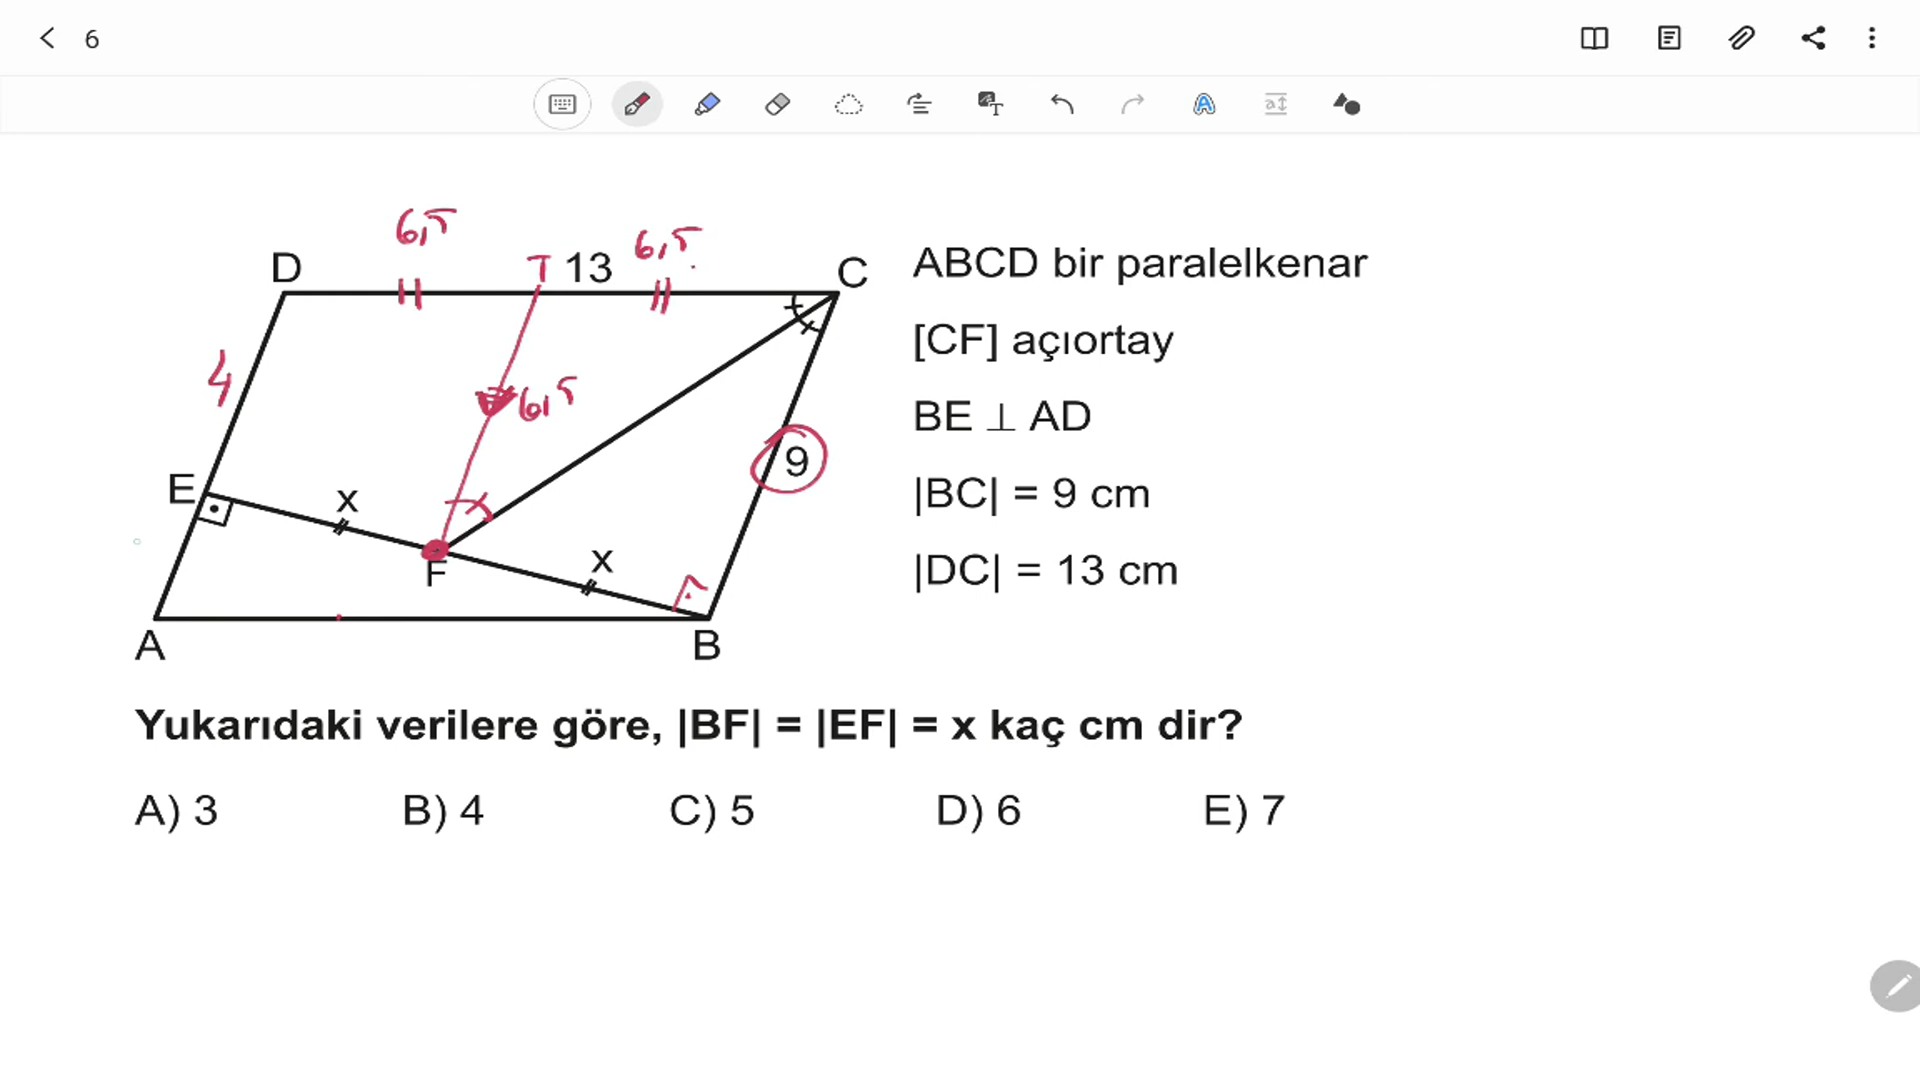 6
6,5
6,5
D
T
13
C
ABCD bir paralelkenar
4
6,5
[CF] açıortay
BE ⊥ AD
9
E
x
|BC| = 9 cm
F
x
|DC| = 13 cm
A
B
Yukarıdaki verilere göre, |BF| = |EF| = x kaç cm dir?
A) 3 B) 4 C) 5 D) 6 E) 7